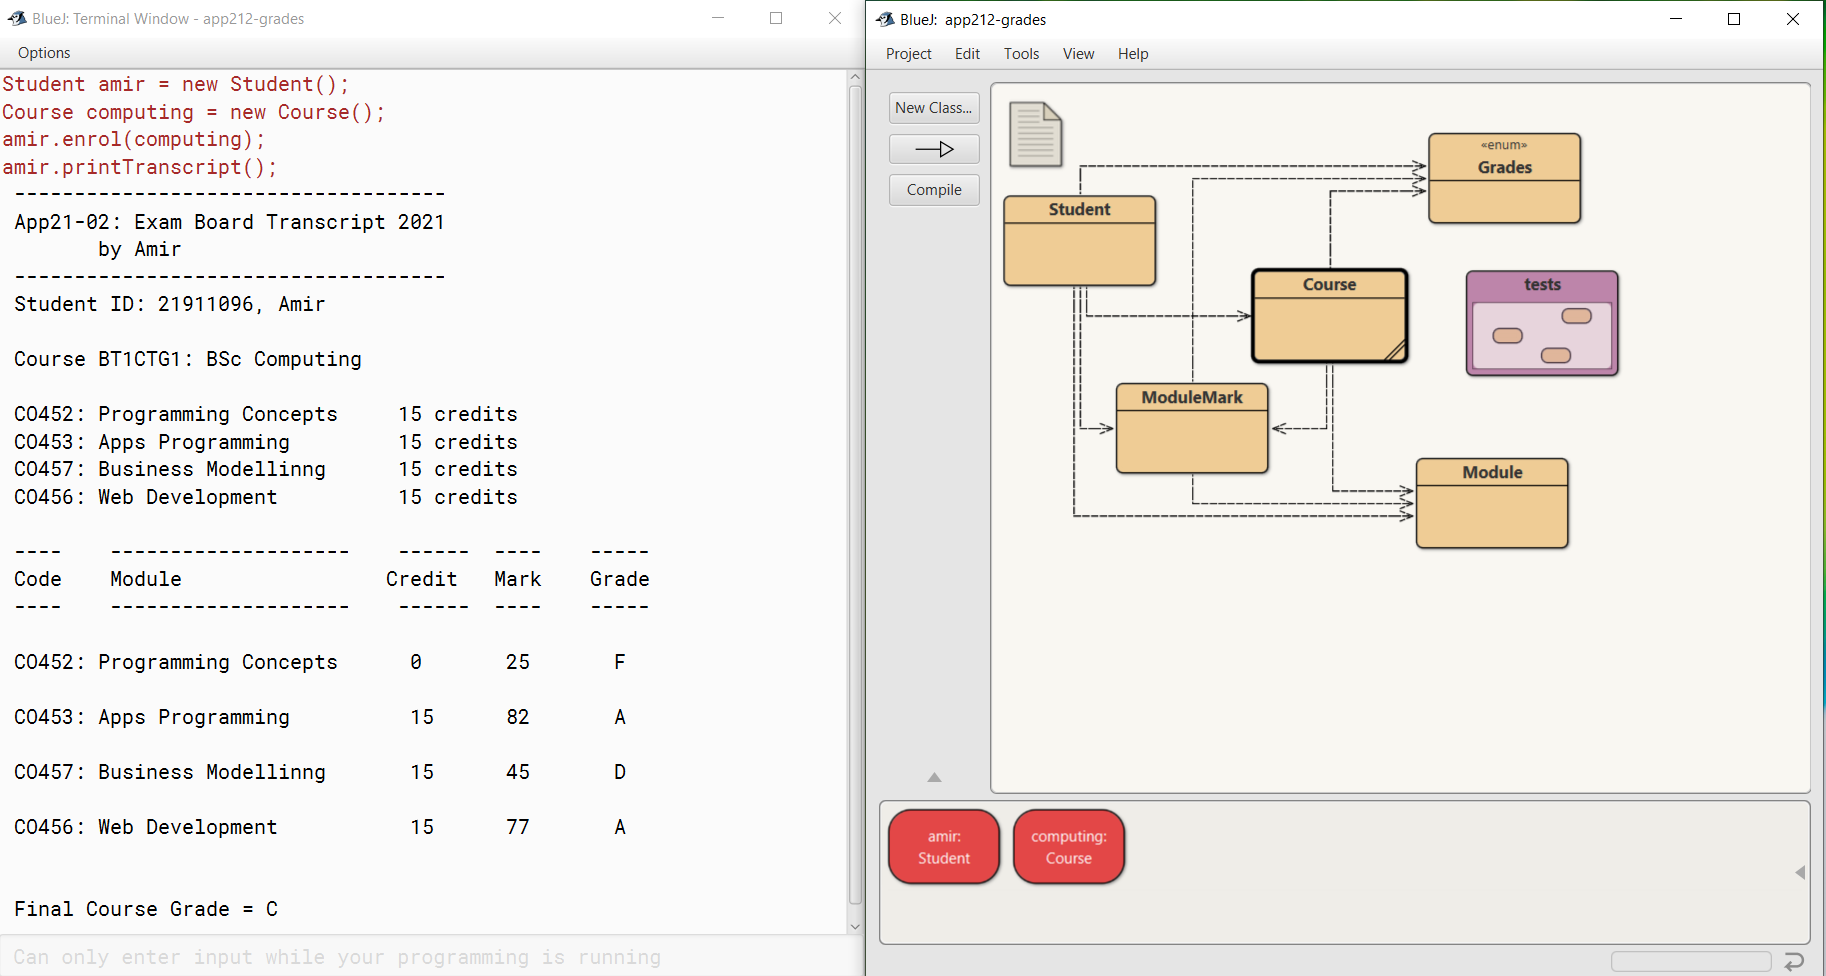 BlueJ: Terminal Window - app212-grades
Options
Student amir = new Student();
Course computing = new Course();
amir.enrol(computing);
amir.printTranscript();
------------------------------------
App21-02: Exam Board Transcript 2021
by Amir
------------------------------------
Student ID: 21911096, Amir
Course BT1CTG1: BSc Computing
CO452: Programming Concepts 15 credits
CO453: Apps Programming 15 credits
CO457: Business Modellinng 15 credits
CO456: Web Development 15 credits
---- -------------------- ------ ---- -----
Code Module Credit Mark Grade
---- -------------------- ------ ---- -----
CO452: Programming Concepts 0 25 F
CO453: Apps Programming 15 82 A
CO457: Business Modellinng 15 45 D
CO456: Web Development 15 77 A
Final Course Grade = C
Can only enter input while your programming is running
BlueJ: app212-grades
Project Edit Tools View Help
New Class...
Compile
«enum»
Grades
Student
Course
tests
ModuleMark
Module
amir:
Student
computing:
Course